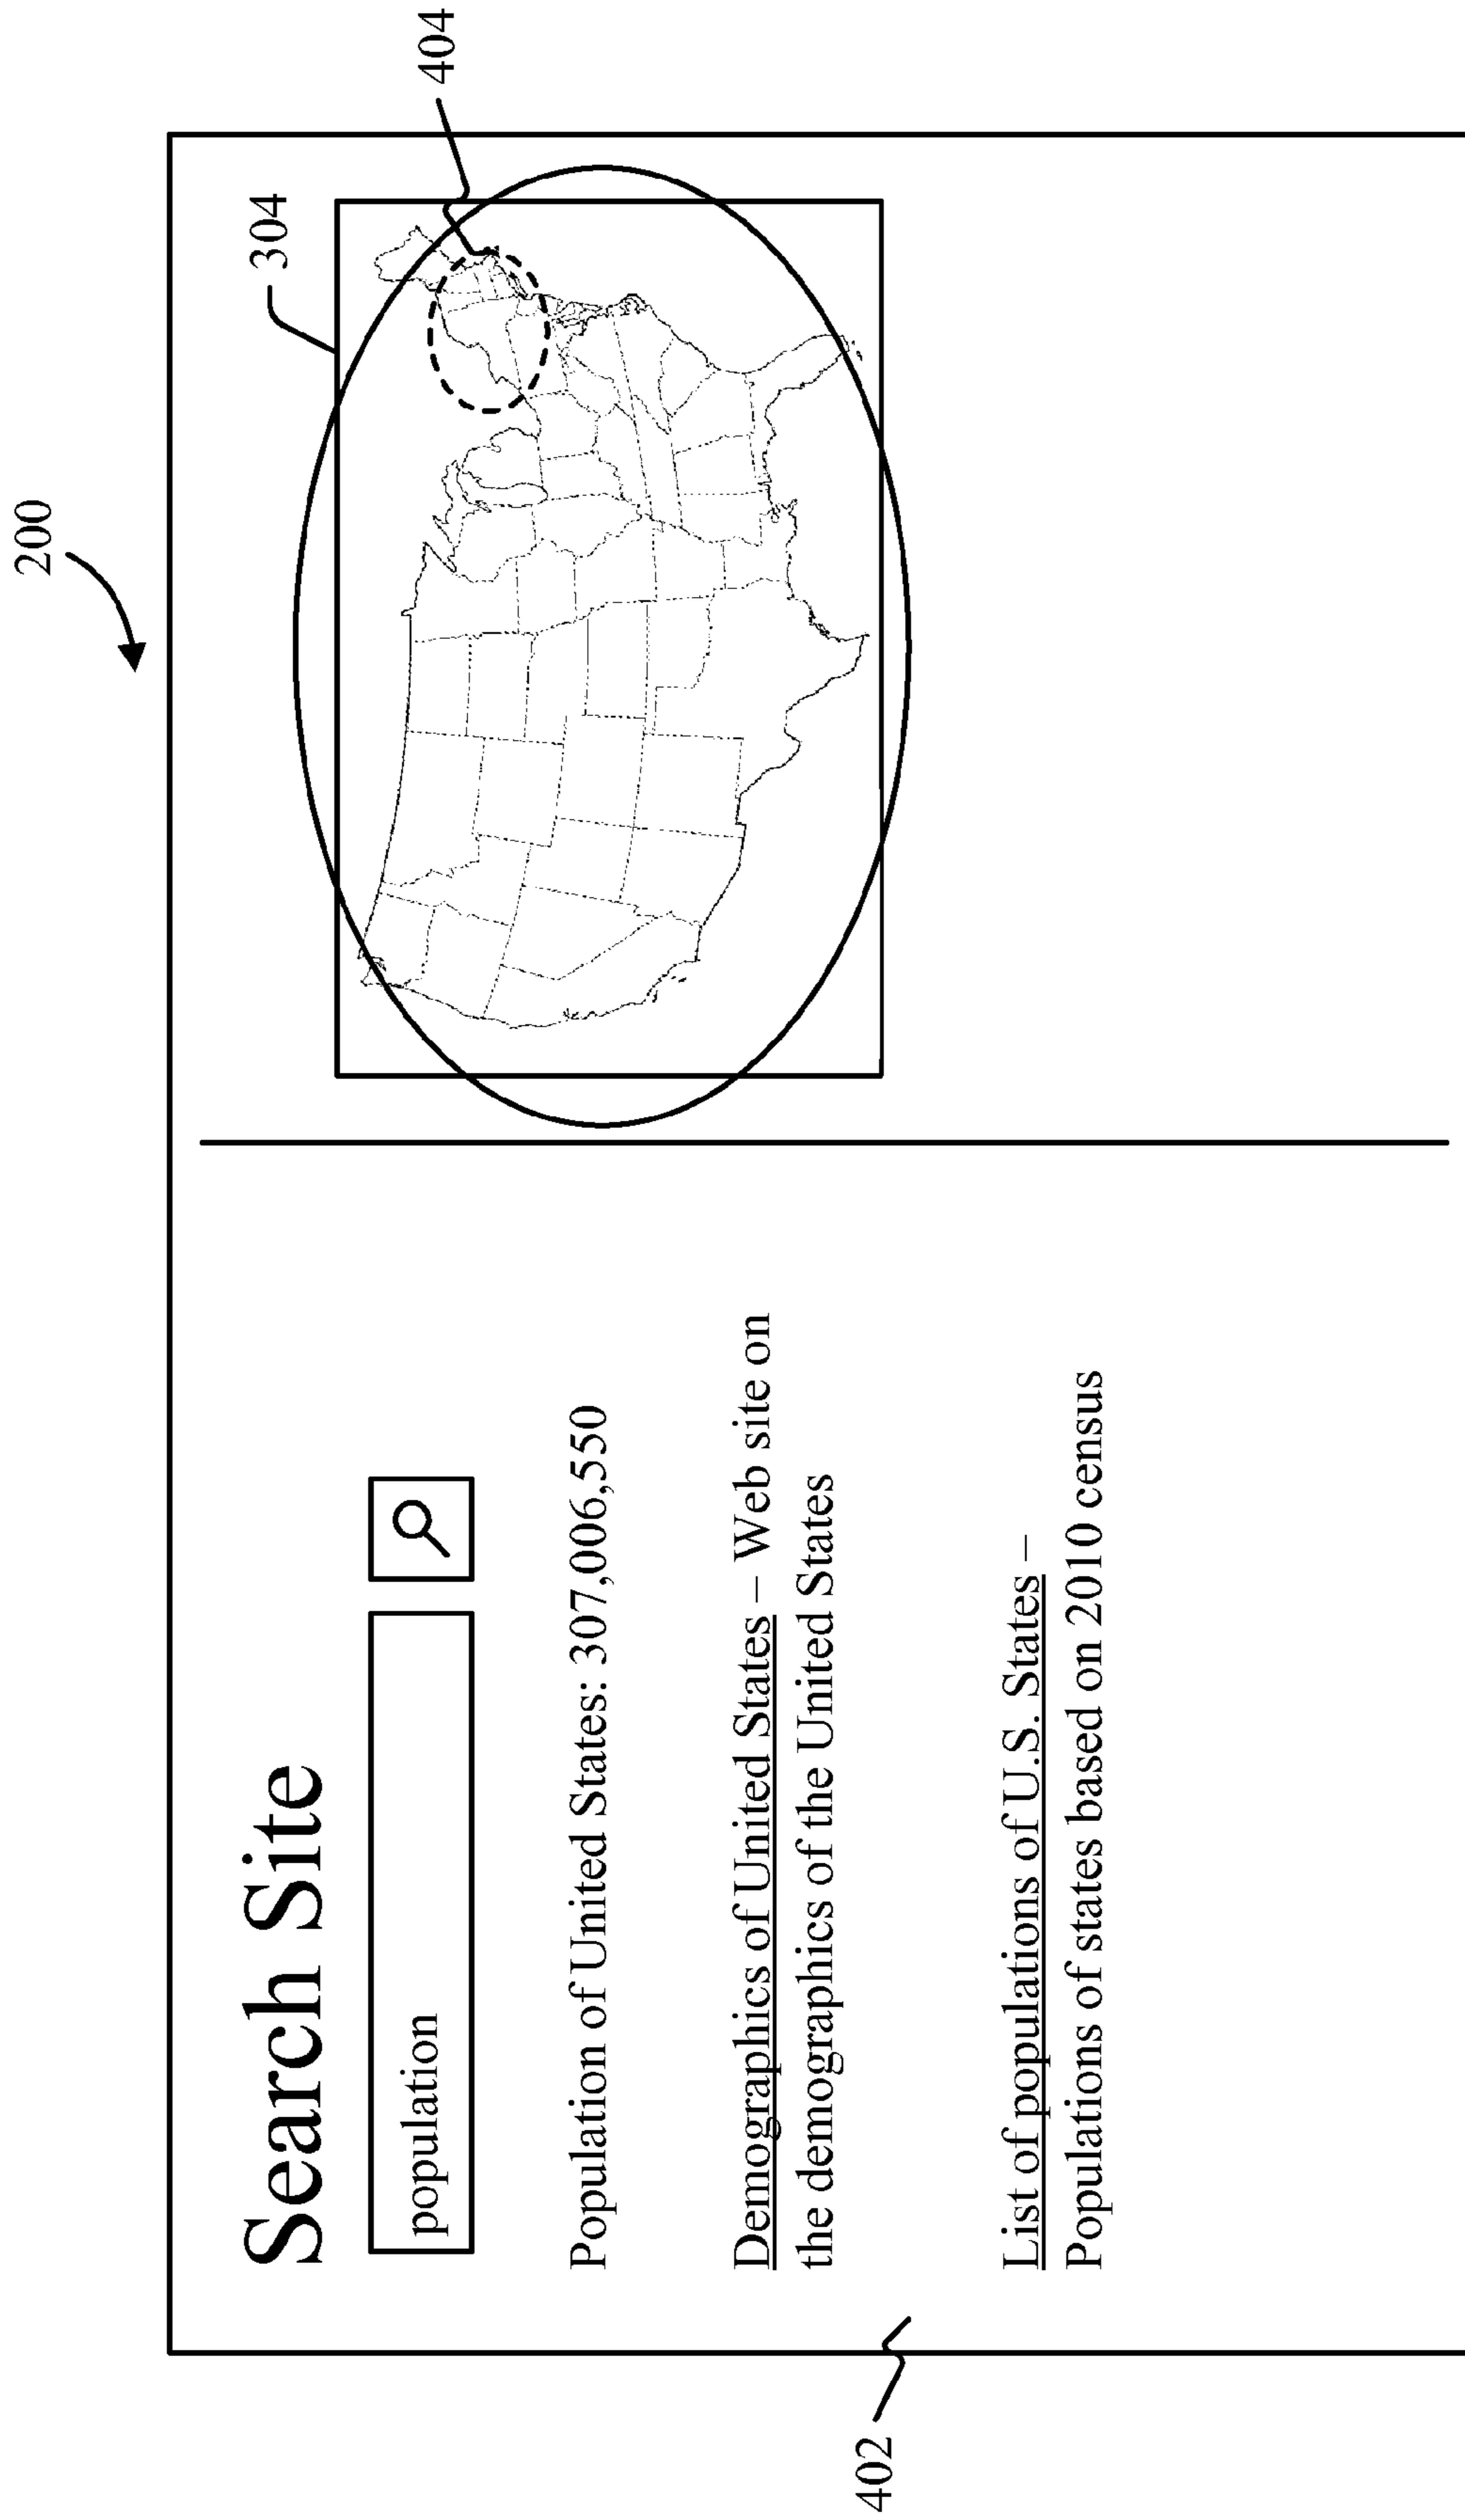 200
304
404
Search Site
population
Population of United States: 307,006,550
Demographics of United States – Web site on
the demographics of the United States
402
List of populations of U.S. States –
Populations of states based on 2010 census